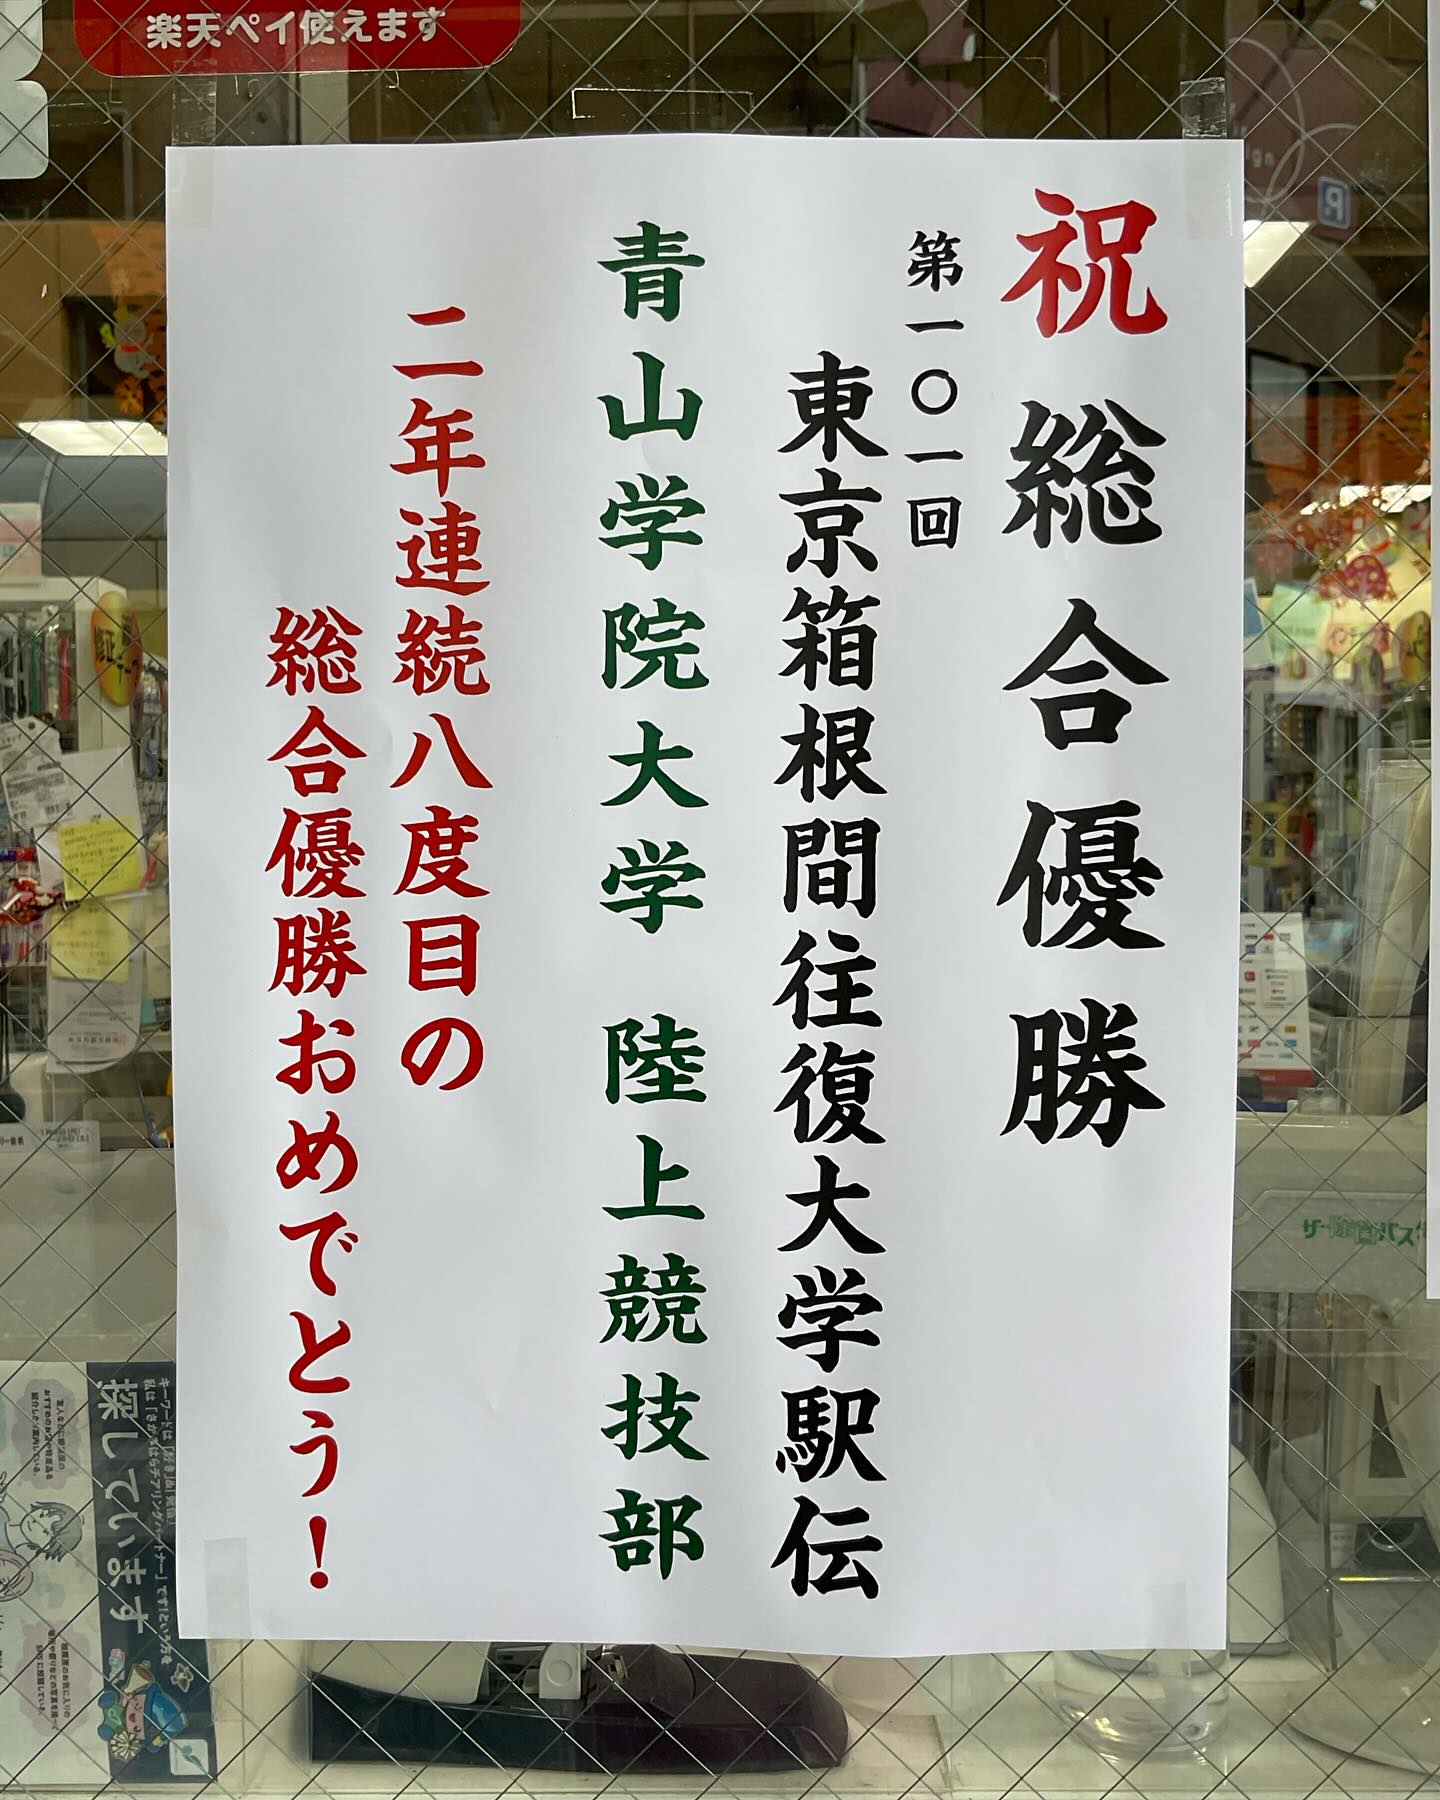 楽天ペイ使えます
祝 総合優勝
第一〇一回
東京箱根間往復大学駅伝
青山学院大学 陸上競技部
二年連続八度目の
総合優勝おめでとう！
探しています